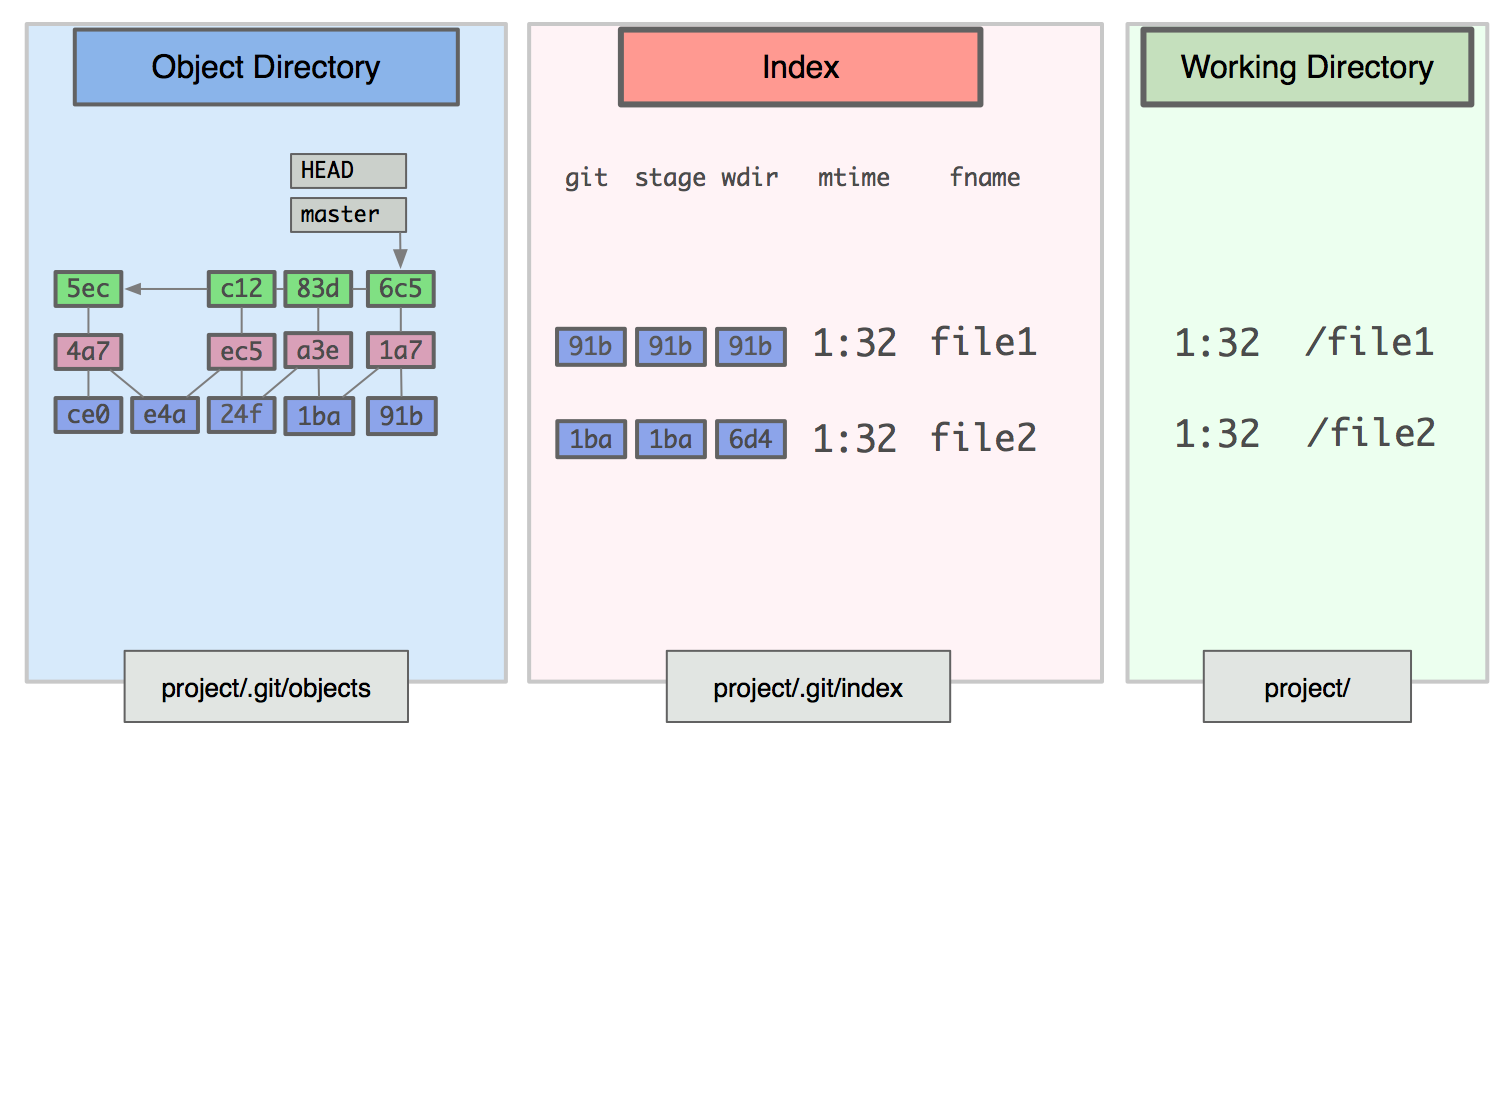 Object Directory
HEAD
master
5ec c12 83d 6c5
4a7 ec5 a3e 1a7
ce0 e4a 24f 1ba 91b
project/.git/objects
Index
git stage wdir mtime fname
91b 91b 91b 1:32 file1
1ba 1ba 6d4 1:32 file2
project/.git/index
Working Directory
1:32 /file1
1:32 /file2
project/